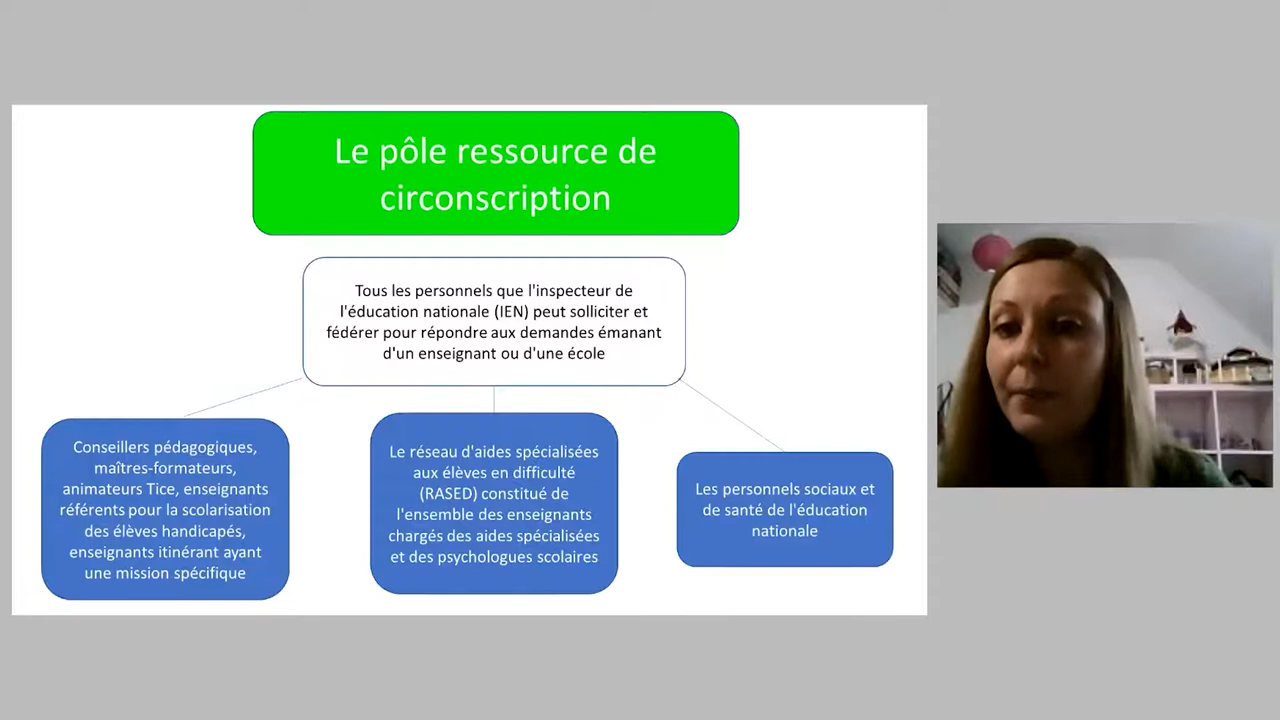 Le pôle ressource de
circonscription
Tous les personnels que l'inspecteur de
l'éducation nationale (IEN) peut solliciter et
fédérer pour répondre aux demandes émanant
d'un enseignant ou d'une école
Conseillers pédagogiques,
maîtres-formateurs,
animateurs Tice, enseignants
référents pour la scolarisation
des élèves handicapés,
enseignants itinérant ayant
une mission spécifique
Le réseau d'aides spécialisées
aux élèves en difficulté
(RASED) constitué de
l'ensemble des enseignants
chargés des aides spécialisées
et des psychologues scolaires
Les personnels sociaux et
de santé de l'éducation
nationale